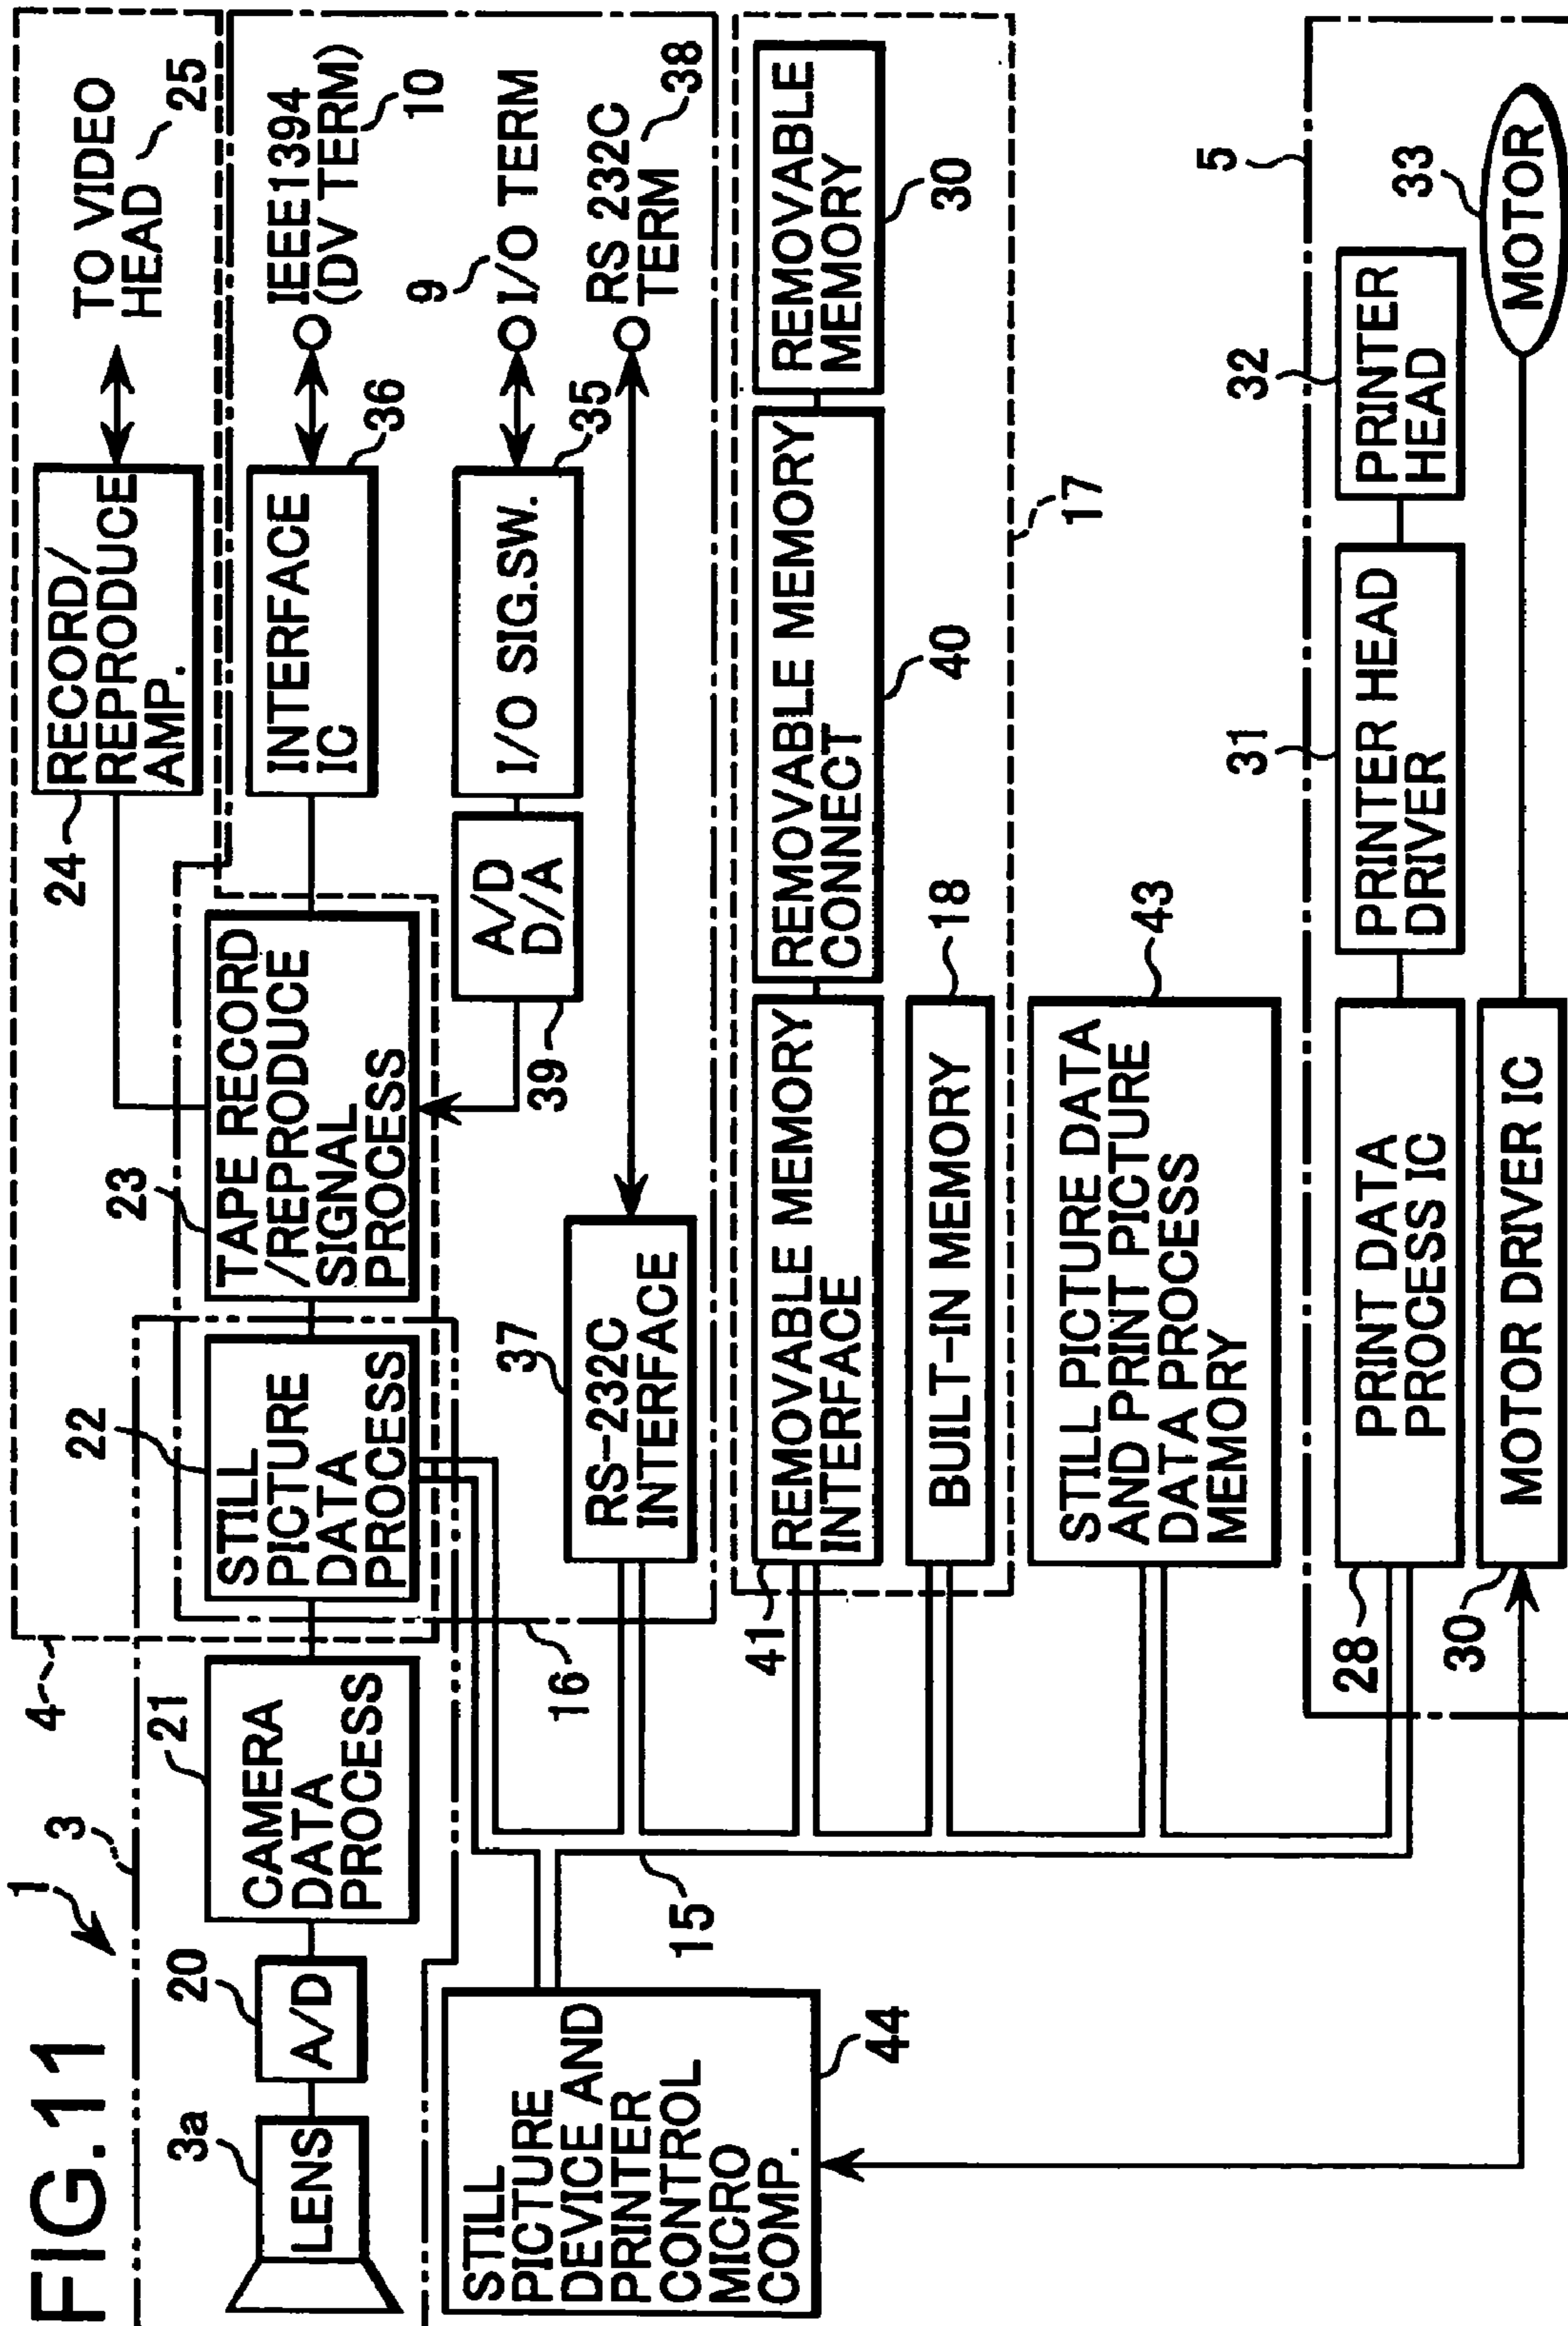 FIG.11
1
3
4
3a
LENS
20
A/D
21
CAMERA
DATA
PROCESS
22
STILL
PICTURE
DATA
PROCESS
23
TAPE RECORD
/REPRODUCE
SIGNAL
PROCESS
24
RECORD/
REPRODUCE
AMP.
TO VIDEO
HEAD
25
INTERFACE
IC
36
IEEE1394
(DV TERM)
10
A/D
D/A
39
I/O SIG.SW.
35
9
I/O TERM
37
RS-232C
INTERFACE
RS 232C
TERM
38
16
41
REMOVABLE MEMORY
INTERFACE
REMOVABLE MEMORY
CONNECT
40
REMOVABLE
MEMORY
30
BUILT-IN MEMORY
18
17
STILL
PICTURE
DEVICE AND
PRINTER
CONTROL
MICRO
COMP.
44
15
STILL PICTURE DATA
AND PRINT PICTURE
DATA PROCESS
MEMORY
43
28
PRINT DATA
PROCESS IC
31
PRINTER HEAD
DRIVER
32
PRINTER
HEAD
5
30
MOTOR DRIVER IC
33
MOTOR